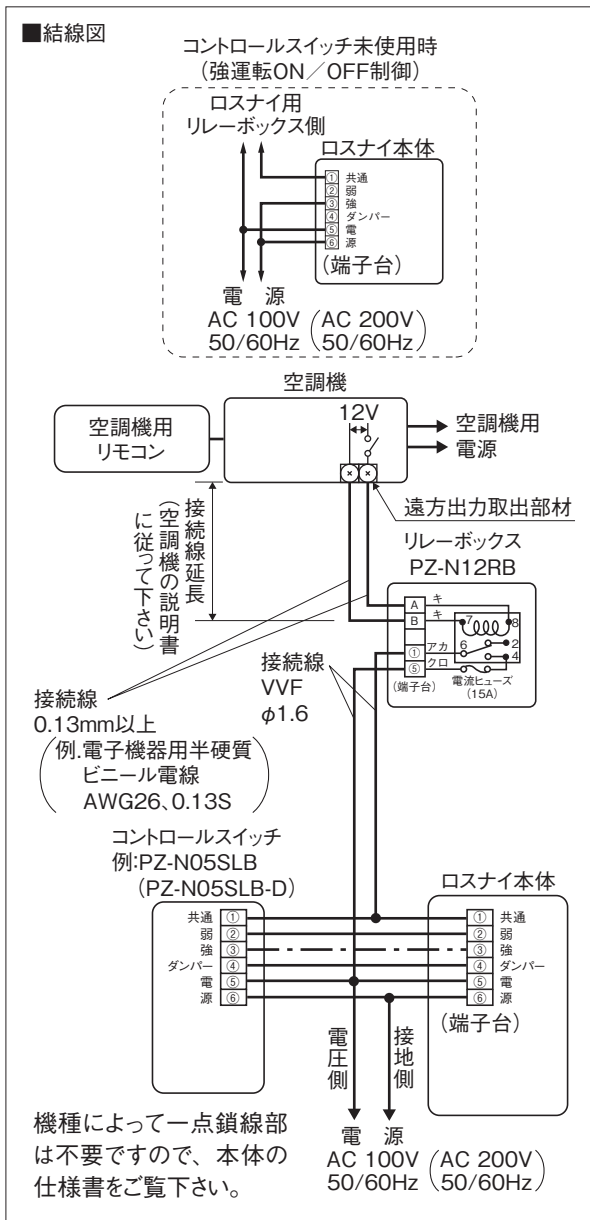 ■結線図
コントロールスイッチ未使用時
(強運転ON／OFF制御)
ロスナイ用
リレーボックス側
ロスナイ本体
① 共通
② 弱
③ 強
④ ダンパー
⑤ 電
⑥ 源
(端子台)
電 源
AC 100V (AC 200V)
50/60Hz (50/60Hz)
空調機
空調機用
リモコン
12V
空調機用
電源
遠方出力取出部材
接続線延長
(空調機の説明書
に従って下さい)
リレーボックス
PZ-N12RB
A キ
B キ
7 8
① アカ 6 2
4
⑤ クロ
(端子台)
電流ヒューズ
(15A)
接続線
VVF
φ1.6
接続線
0.13mm以上
(例.電子機器用半硬質
ビニール電線
AWG26、0.13S)
コントロールスイッチ
例:PZ-N05SLB
(PZ-N05SLB-D)
共通 ①
弱 ②
強 ③
ダンパー ④
電 ⑤
源 ⑥
ロスナイ本体
① 共通
② 弱
③ 強
④ ダンパー
⑤ 電
⑥ 源
(端子台)
電圧側
接地側
電 源
AC 100V (AC 200V)
50/60Hz (50/60Hz)
機種によって一点鎖線部
は不要ですので、本体の
仕様書をご覧下さい。